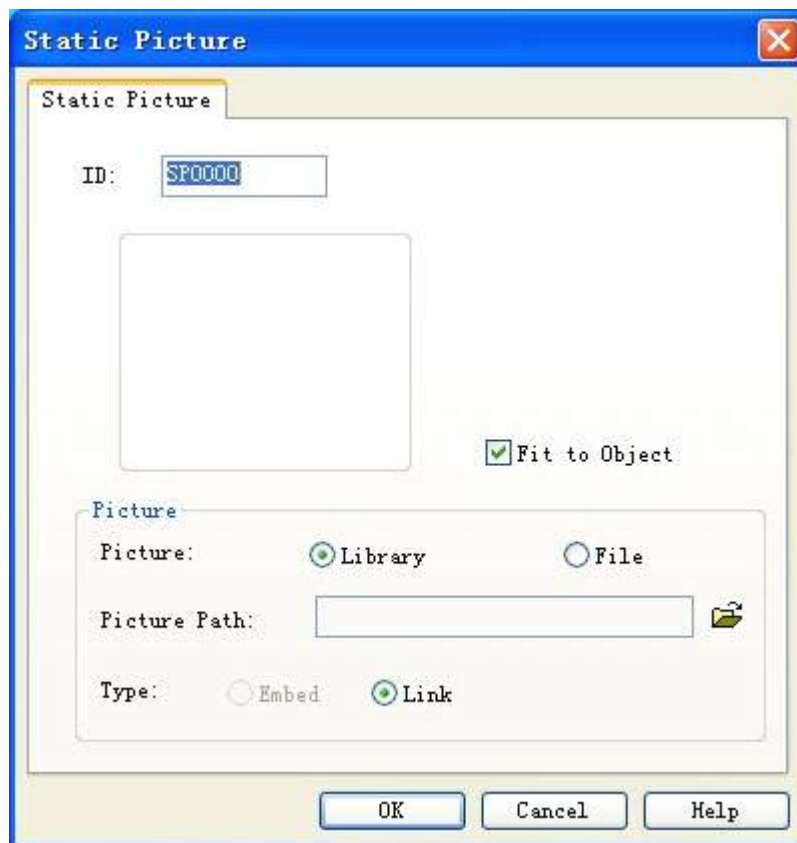 Static Picture
Static Picture
ID: SP0000
Fit to Object
Picture
Picture: Library File
Picture Path:
Type: Embed Link
OK Cancel Help